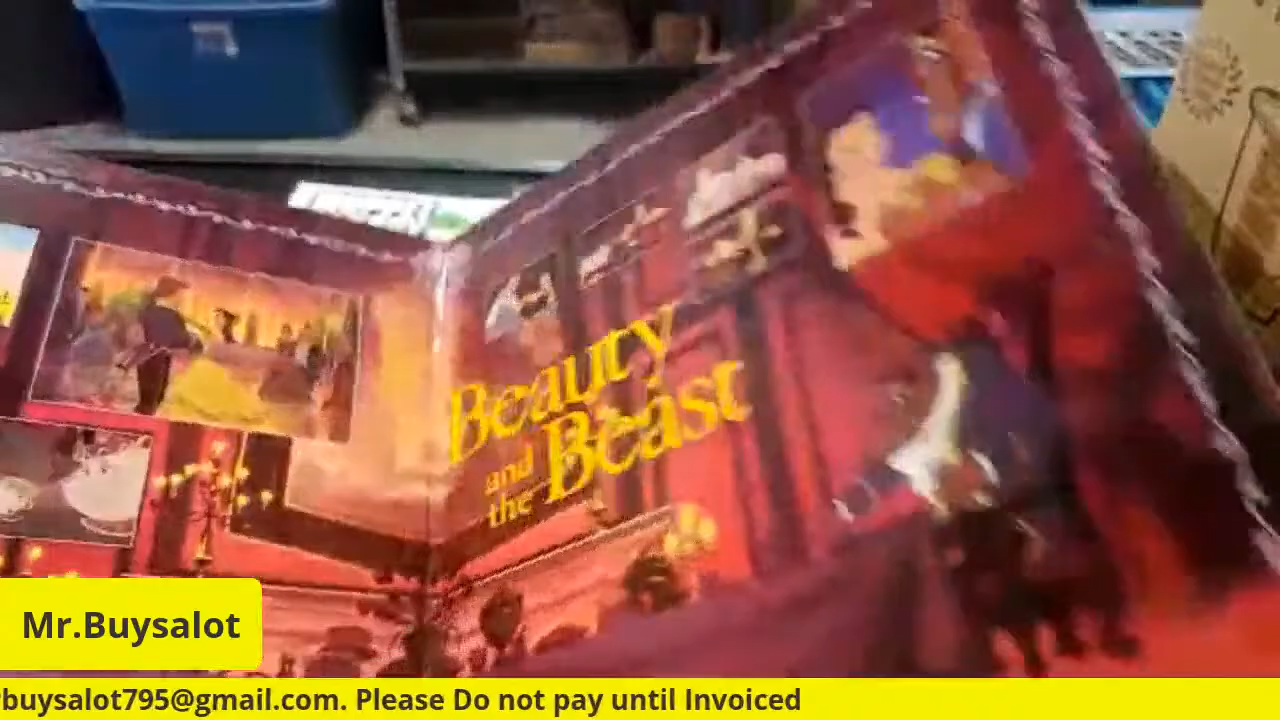 Beauty
and
the Beast
Mr.Buysalot
buysalot795@gmail.com. Please Do not pay until Invoiced